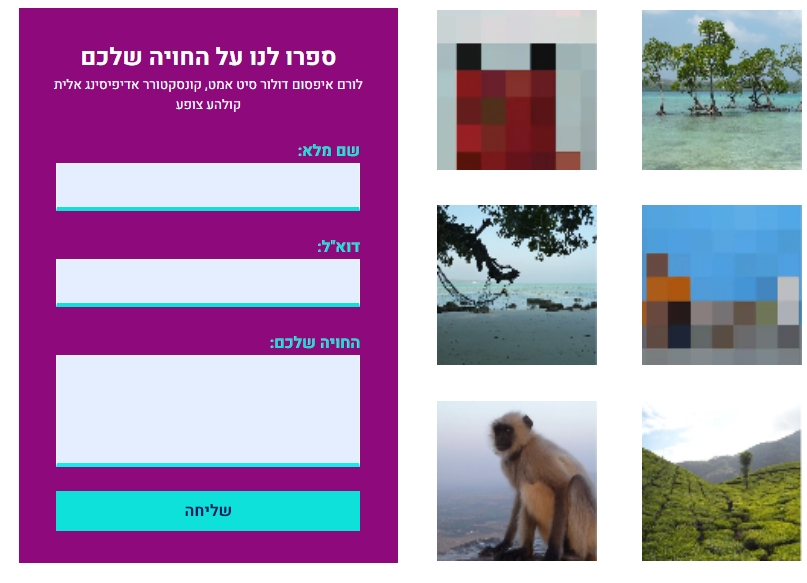 ספרו לנו על החויה שלכם
לורם איפסום דולור סיט אמט, קונסקטורר אדיפיסינג אלית
קולהע צופע
שם מלא:
דוא"ל:
החויה שלכם:
שליחה